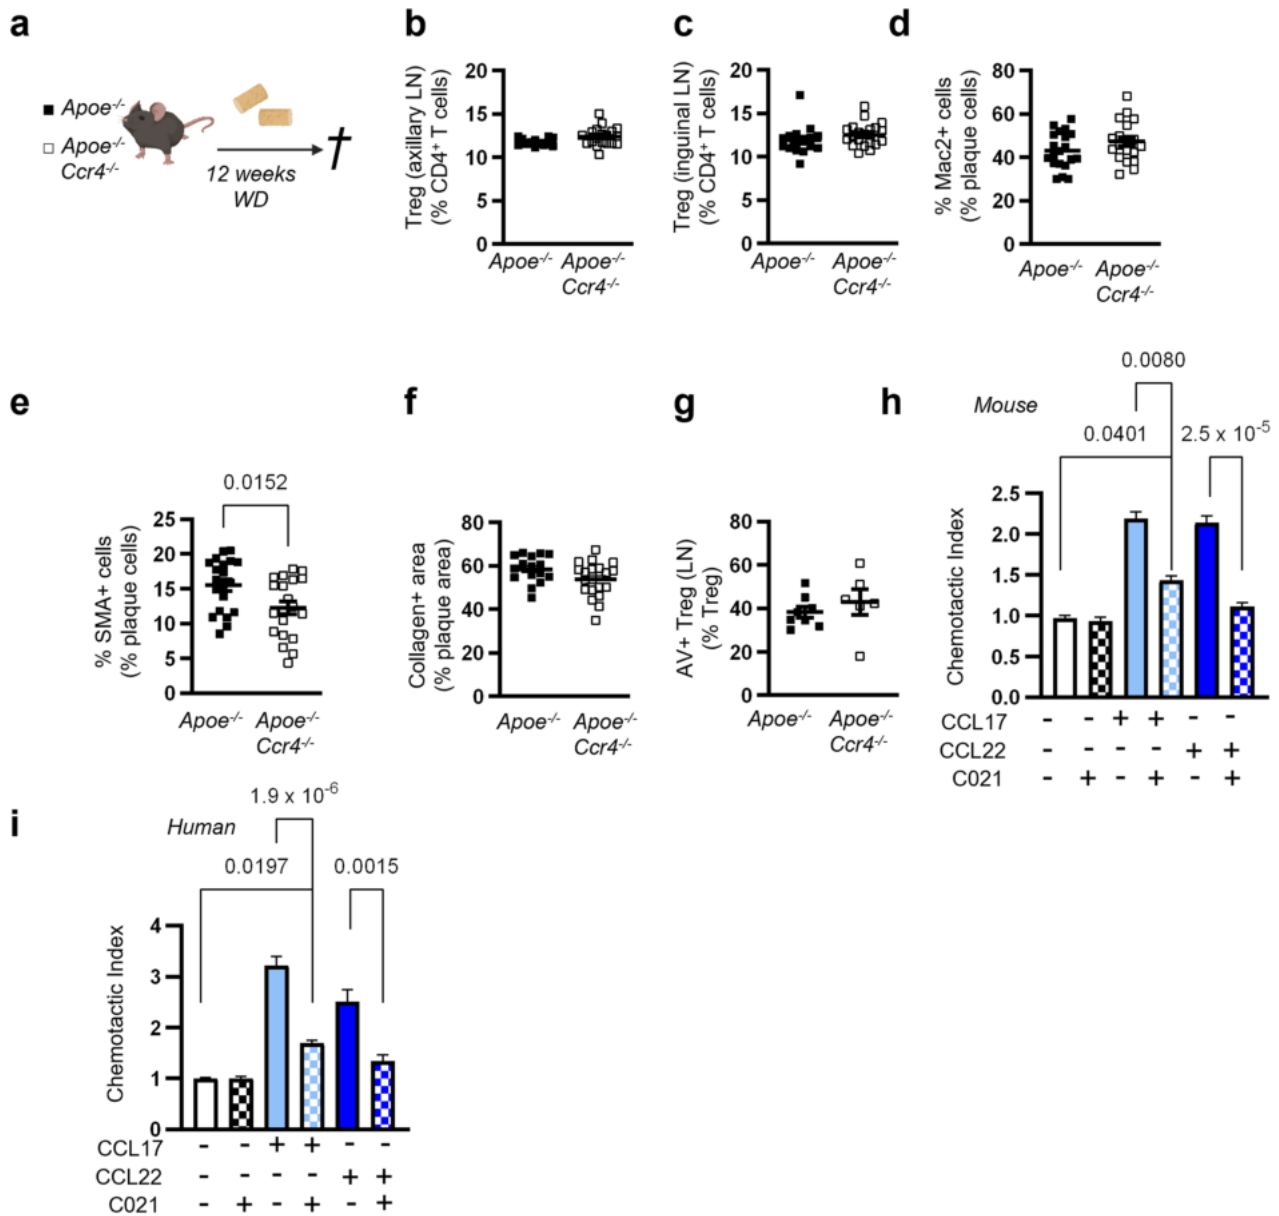 a
■ Apoe-/-
□ Apoe-/-
Ccr4-/-
12 weeks
WD
b
Treg (axillary LN)
(% CD4+ T cells)
20
15
10
5
0
Apoe-/- Apoe-/-
Ccr4-/-
c
Treg (inguinal LN)
(% CD4+ T cells)
20
15
10
5
0
Apoe-/- Apoe-/-
Ccr4-/-
d
% Mac2+ cells
(% plaque cells)
80
60
40
20
0
Apoe-/- Apoe-/-
Ccr4-/-
e
0.0152
% SMA+ cells
(% plaque cells)
25
20
15
10
5
0
Apoe-/- Apoe-/-
Ccr4-/-
f
Collagen+ area
(% plaque area)
80
60
40
20
0
Apoe-/- Apoe-/-
Ccr4-/-
g
AV+ Treg (LN)
(% Treg)
80
60
40
20
0
Apoe-/- Apoe-/-
Ccr4-/-
h
Mouse
0.0080
0.0401 2.5 x 10-5
Chemotactic Index
2.5
2.0
1.5
1.0
0.5
0.0
CCL17 - - + + - -
CCL22 - - - - + +
C021 - + - + - +
i
Human
1.9 x 10-6
0.0197 0.0015
Chemotactic Index
4
3
2
1
0
CCL17 - - + + - -
CCL22 - - - - + +
C021 - + - + - +